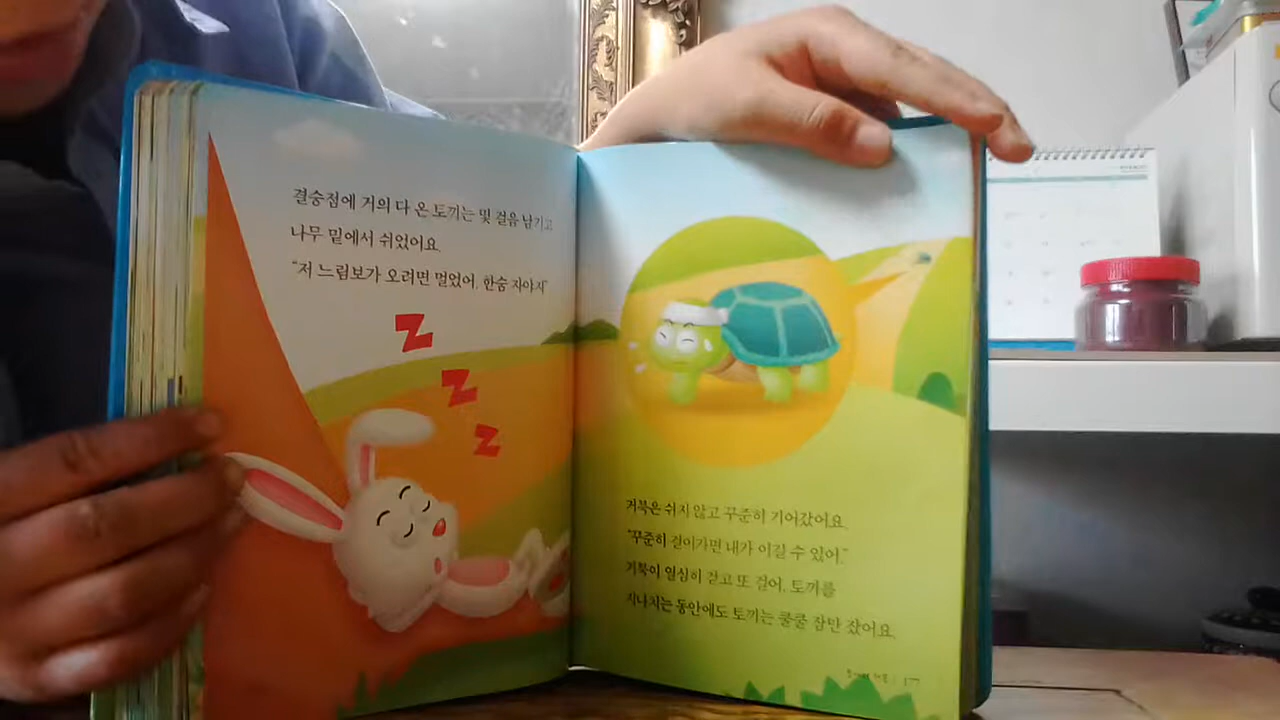 결승점에 거의 다 온 토끼는 몇 걸음 남기고
나무 밑에서 쉬었어요.
"저 느림보가 오려면 멀었어. 한숨 자야지"
Z
Z
Z
거북은 쉬지 않고 꾸준히 기어갔어요.
"꾸준히 걸어가면 내가 이길 수 있어."
거북이 열심히 걷고 또 걸어, 토끼를
지나치는 동안에도 토끼는 쿨쿨 잠만 잤어요.
177